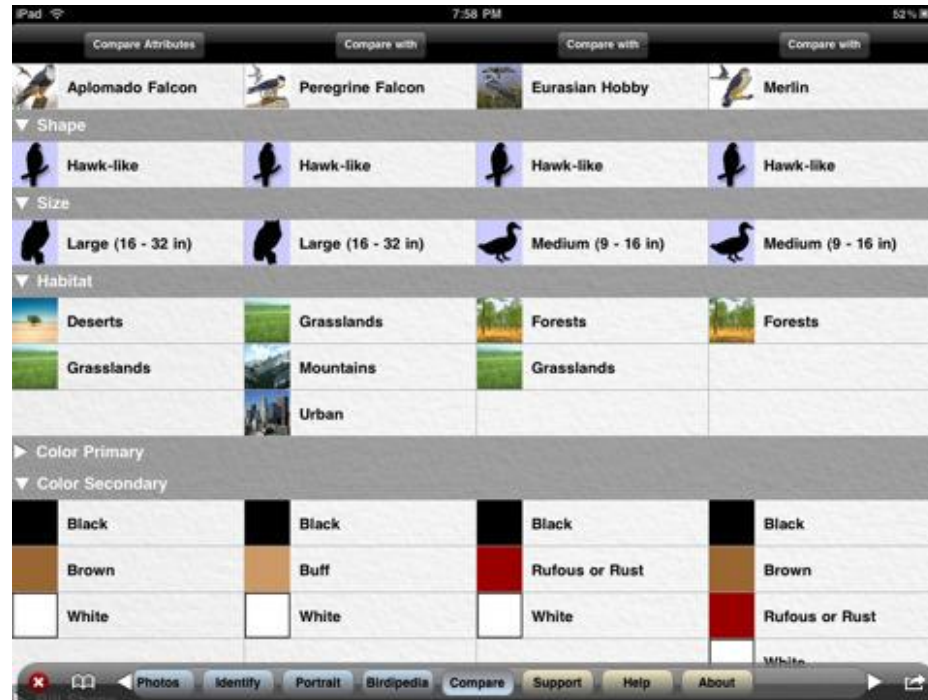 iPad 7:58 PM 52%
Compare Attributes Compare with Compare with Compare with
Aplomado Falcon Peregrine Falcon Eurasian Hobby Merlin
Shape
Hawk-like Hawk-like Hawk-like Hawk-like
Size
Large (16 - 32 in) Large (16 - 32 in) Medium (9 - 16 in) Medium (9 - 16 in)
Habitat
Deserts Grasslands Forests Forests
Grasslands Mountains Grasslands
Urban
Color Primary
Color Secondary
Black Black Black Black
Brown Buff Rufous or Rust Brown
White White White Rufous or Rust
White
Photos Identify Portrait Birdipedia Compare Support Help About